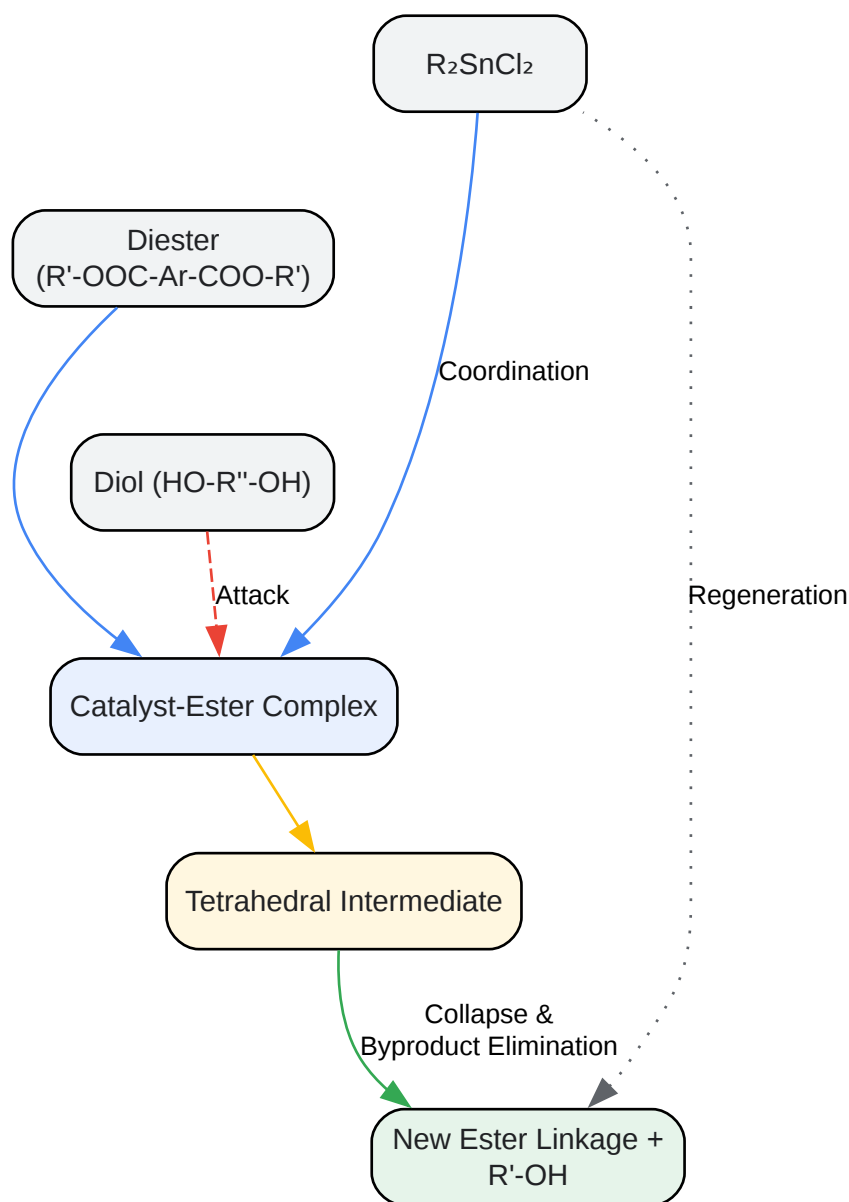 R₂SnCl₂
Diester
(R'-OOC-Ar-COO-R')
Coordination
Diol (HO-R''-OH)
Attack
Regeneration
Catalyst-Ester Complex
Tetrahedral Intermediate
Collapse &
Byproduct Elimination
New Ester Linkage +
R'-OH